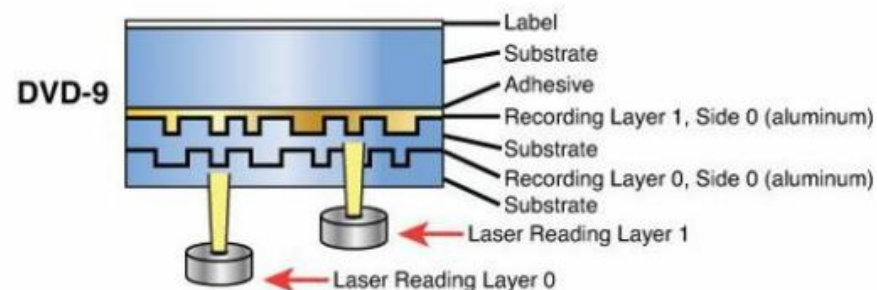 Label
Substrate
DVD-9
Adhesive
Recording Layer 1, Side 0 (aluminum)
Substrate
Recording Layer 0, Side 0 (aluminum)
Substrate
Laser Reading Layer 1
Laser Reading Layer 0